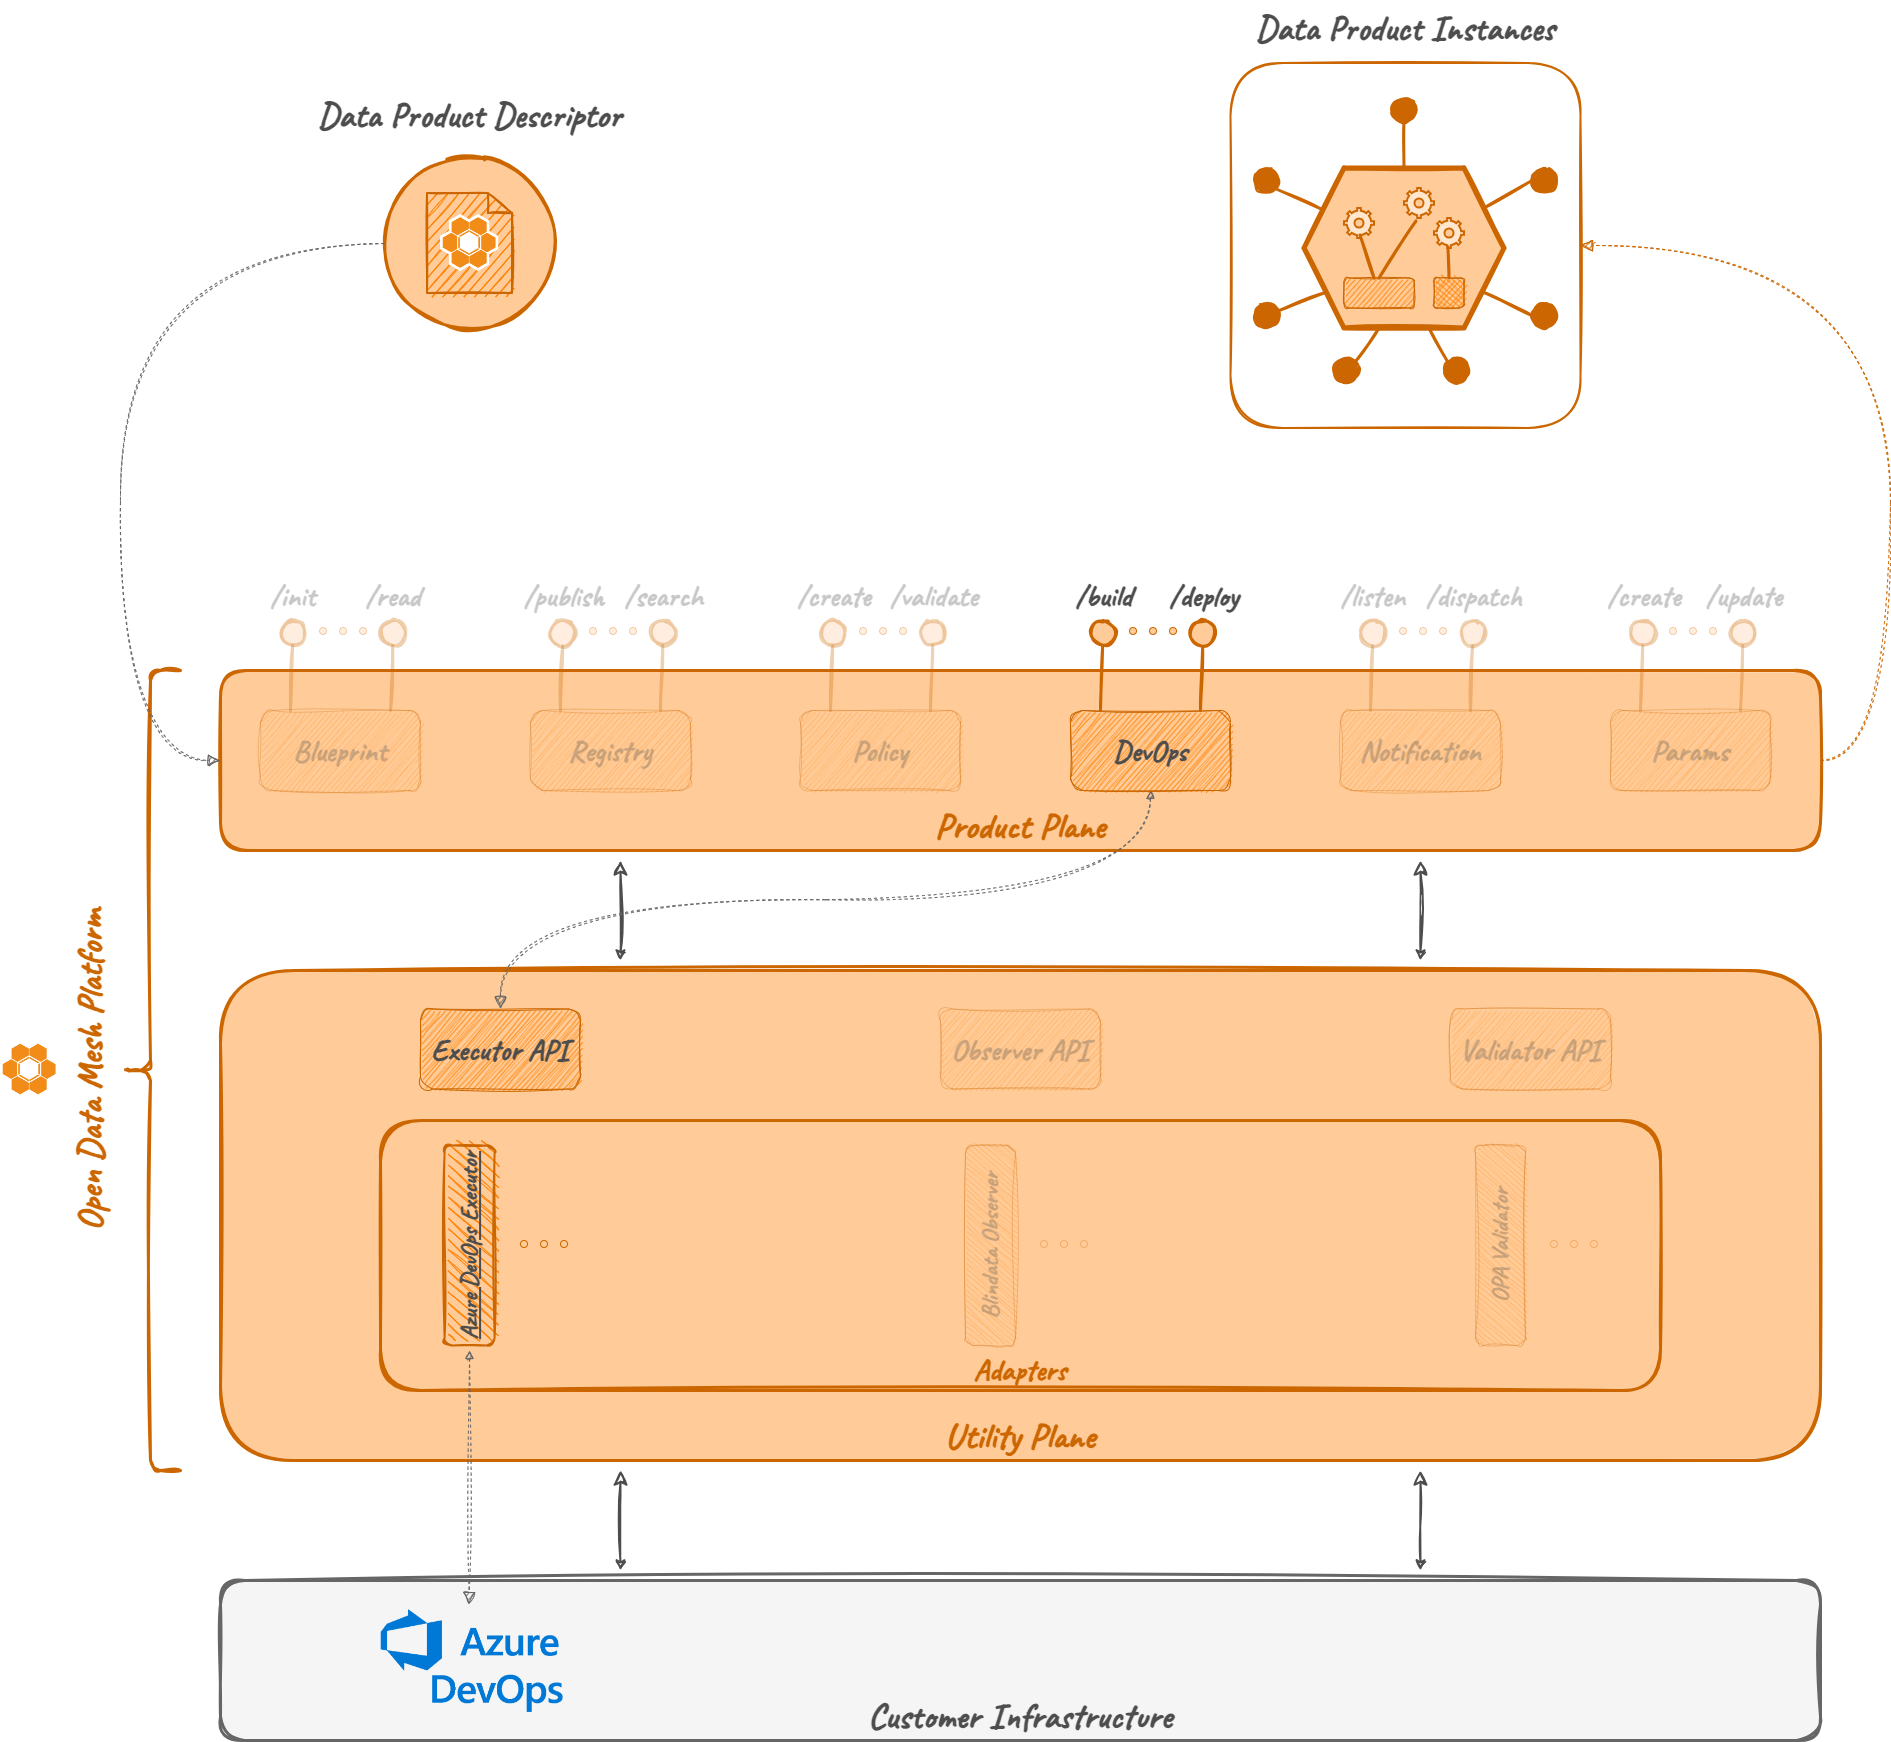 Data Product Instances
Data Product Descriptor
/init /read /publish /search /create /validate /build /deploy /listen /dispatch /create /update
Blueprint Registry Policy DevOps Notification Params
Product Plane
Open Data Mesh Platform
Executor API Observer API Validator API
Azure DevOps Executor
Blindata Observer
OPA Validator
Adapters
Utility Plane
Azure
DevOps
Customer Infrastructure